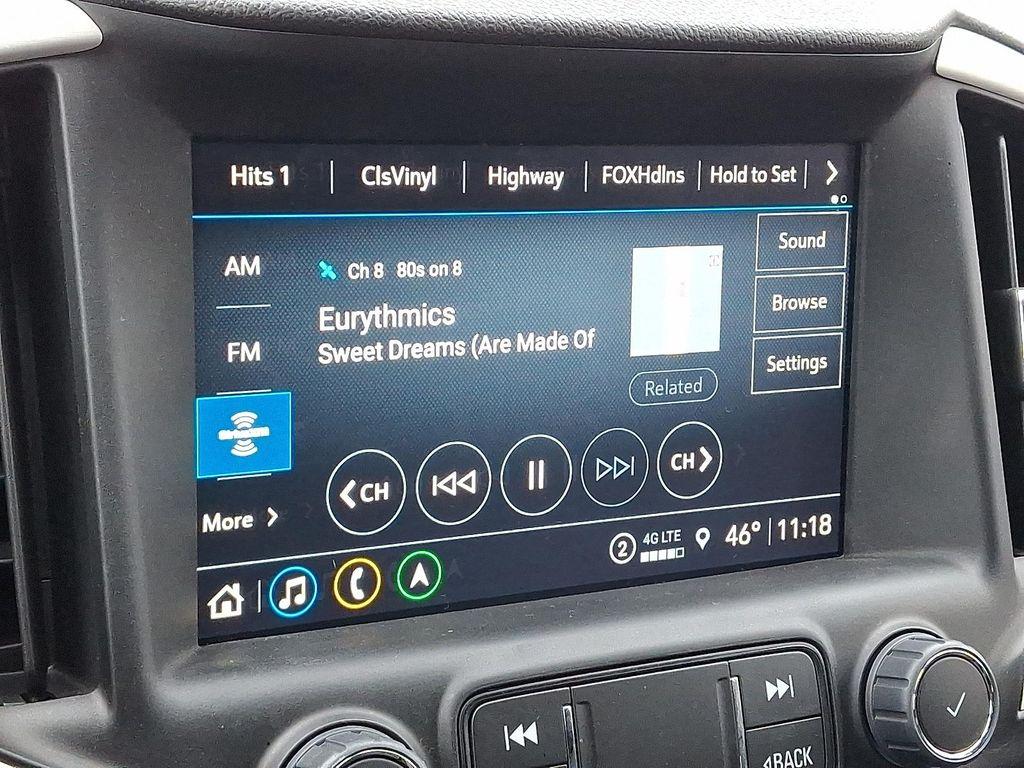 Hits 1 ClsVinyl Highway FOXHdlns Hold to Set
AM
FM
More
Ch 8 80s on 8
Eurythmics
Sweet Dreams (Are Made Of
Related
Sound
Browse
Settings
CH
CH
2 4G LTE 46° 11:18
BACK